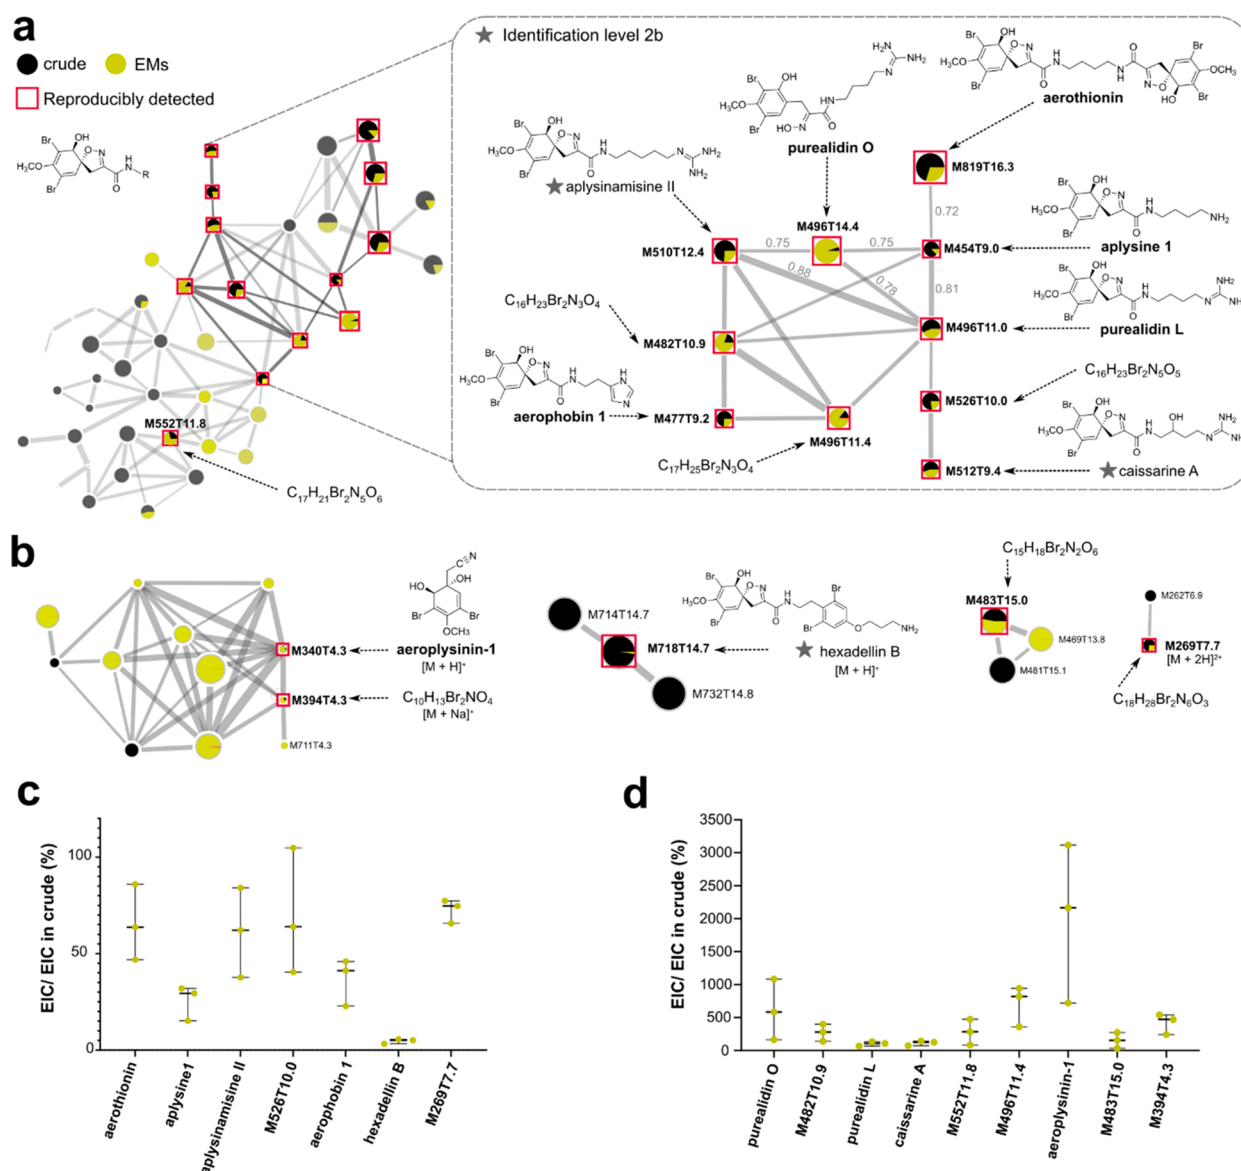 a
crude
EMs
Reproducibly detected
Identification level 2b
aplysinamisine II
purealidin O
aerothionin
M819T16.3
0.72
M496T14.4
M510T12.4
0.75
0.75
M454T9.0
aplysine 1
0.88
0.78
0.81
C16H23Br2N3O4
M496T11.0
purealidin L
M482T10.9
C16H23Br2N5O5
aerophobin 1
M477T9.2
M526T10.0
M496T11.4
C17H25Br2N3O4
M512T9.4
caissarine A
M552T11.8
C17H21Br2N5O6
b
M340T4.3
aeroplysinin-1
[M + H]+
M394T4.3
C10H13Br2NO4
[M + Na]+
M711T4.3
M714T14.7
M718T14.7
hexadellin B
[M + H]+
M732T14.8
C15H18Br2N2O6
M483T15.0
M469T13.8
M481T15.1
M262T6.9
M269T7.7
[M + 2H]2+
C18H28Br2N6O3
c
EIC/ EIC in crude (%)
100
50
0
aerothionin
aplysine1
aplysinamisine II
M526T10.0
aerophobin 1
hexadellin B
M269T7.7
d
EIC/ EIC in crude (%)
3500
3000
2500
2000
1500
1000
500
0
purealidin O
M482T10.9
purealidin L
caissarine A
M552T11.8
M496T11.4
aeroplysinin-1
M483T15.0
M394T4.3